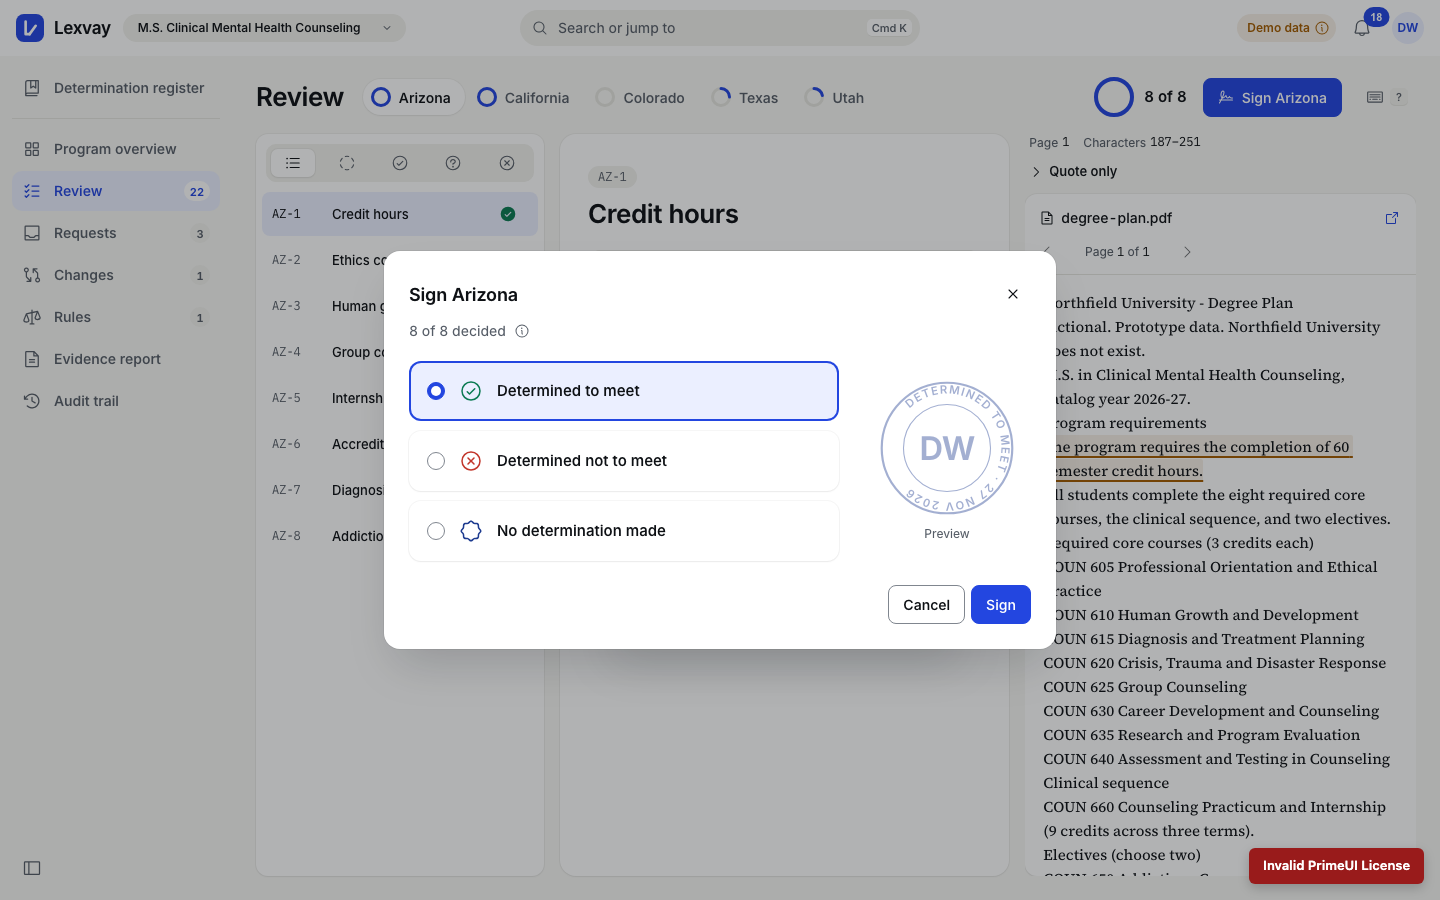 Lexvay
M.S. Clinical Mental Health Counseling
Search or jump to
Cmd K
Demo data
18
DW
Determination register
Program overview
Review
22
Requests
3
Changes
1
Rules
1
Evidence report
Audit trail
Review
Arizona
California
Colorado
Texas
Utah
8 of 8
Sign Arizona
?
AZ-1
Credit hours
AZ-2
Ethics co
AZ-3
Human g
AZ-4
Group co
AZ-5
Internsh
AZ-6
Accredit
AZ-7
Diagnosi
AZ-8
Addictio
AZ-1
Credit hours
Page 1
Characters 187–251
Quote only
degree-plan.pdf
Page 1 of 1
orthfield University - Degree Plan
ctional. Prototype data. Northfield University
oes not exist.
.S. in Clinical Mental Health Counseling,
atalog year 2026-27.
rogram requirements
he program requires the completion of 60
emester credit hours.
ll students complete the eight required core
ourses, the clinical sequence, and two electives.
equired core courses (3 credits each)
OUN 605 Professional Orientation and Ethical
ractice
OUN 610 Human Growth and Development
OUN 615 Diagnosis and Treatment Planning
COUN 620 Crisis, Trauma and Disaster Response
COUN 625 Group Counseling
COUN 630 Career Development and Counseling
COUN 635 Research and Program Evaluation
COUN 640 Assessment and Testing in Counseling
Clinical sequence
COUN 660 Counseling Practicum and Internship
(9 credits across three terms).
Electives (choose two)
Sign Arizona
8 of 8 decided
Determined to meet
Determined not to meet
No determination made
DETERMINED TO MEET · 27 NOV 2026
DW
Preview
Cancel
Sign
Invalid PrimeUI License